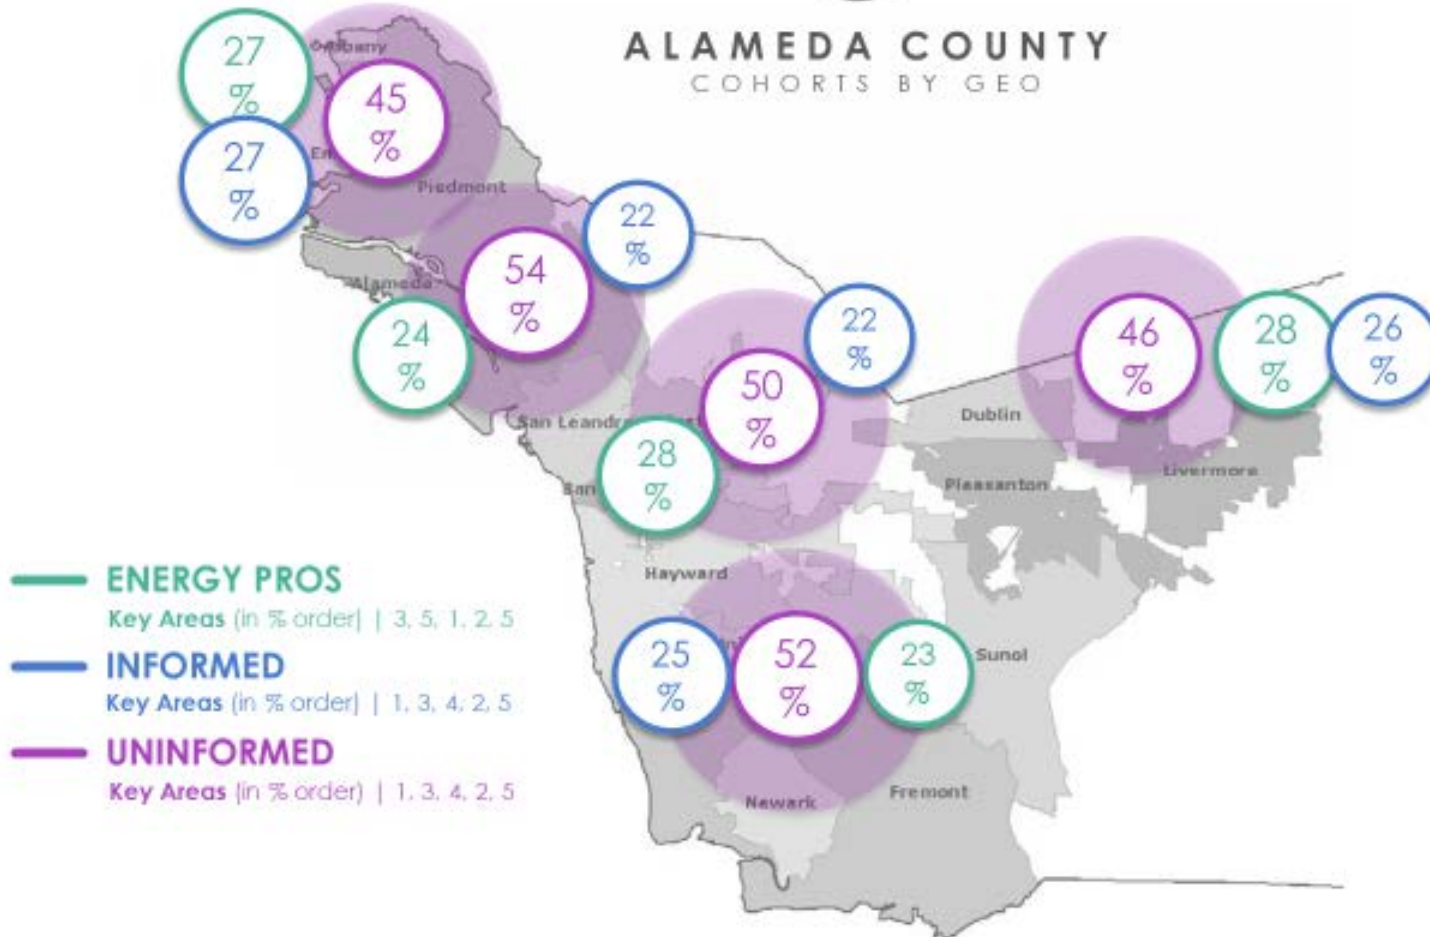 ALAMEDA COUNTY
COHORTS BY GEO
27
%
45
%
27
%
Piedmont
22
%
54
%
Alameda
24
%
22
%
50
%
46
%
28
%
26
%
Dublin
San Leandro
28
%
San
Pleasanton
Livermore
Hayward
25
%
52
%
23
%
Sunol
Newark
Fremont
ENERGY PROS
Key Areas (in % order) | 3, 5, 1, 2, 5
INFORMED
Key Areas (in % order) | 1, 3, 4, 2, 5
UNINFORMED
Key Areas (in % order) | 1, 3, 4, 2, 5